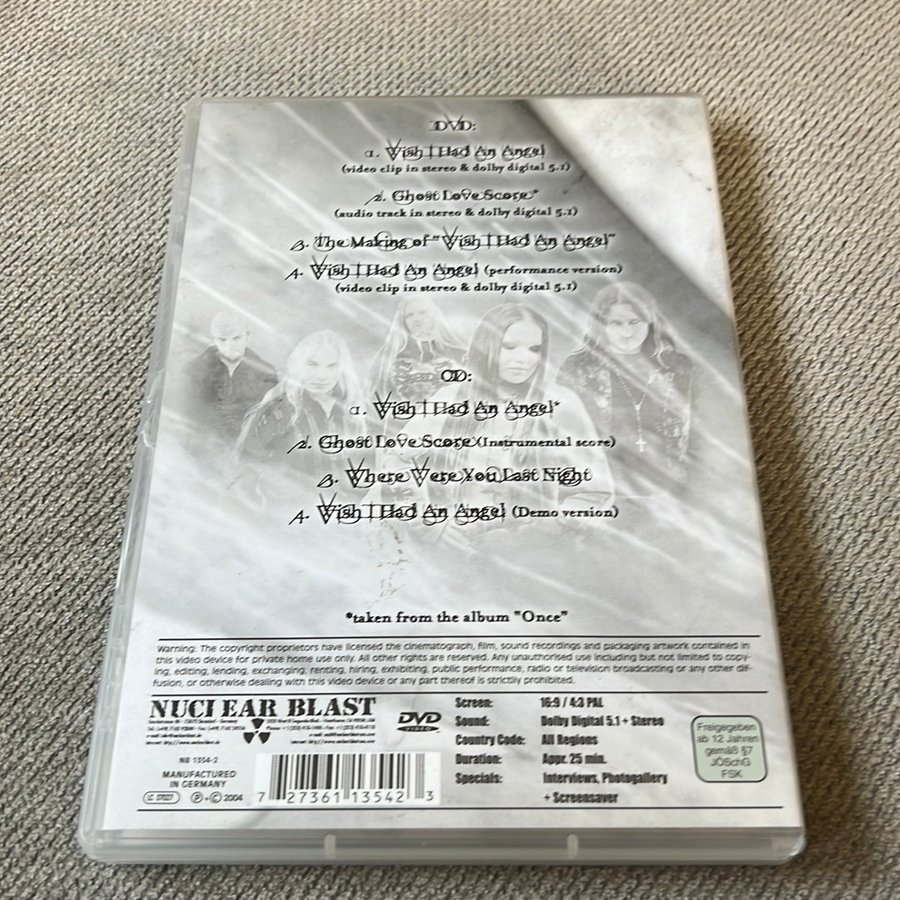 DVD:
1. Wish I Had An Angel
(video clip in stereo & dolby digital 5.1)
2. Ghost Love Score*
(audio track in stereo & dolby digital 5.1)
3. The Making of "Wish I Had An Angel"
4. Wish I Had An Angel (performance version)
(video clip in stereo & dolby digital 5.1)
CD:
1. Wish I Had An Angel*
2. Ghost Love Score (Instrumental score)
3. Where Were You Last Night
4. Wish I Had An Angel (Demo version)
*taken from the album "Once"
Warning: The copyright proprietors have licensed the cinematograph, film, sound recordings and packaging artwork contained in
this video device for private home use only. All other rights are reserved. Any unauthorised use including but not limited to copy-
ing, editing, lending, exchanging, renting, hiring, exhibiting, public performance, radio or television broadcasting or any other dif-
fusion, or otherwise dealing with this video device or any part thereof is strictly prohibited.
NUCLEAR BLAST
NB 1354-2
MANUFACTURED
IN GERMANY
LC 07027 ℗+© 2004
7 27361 13542 3
DVD
VIDEO
Screen: 16:9 / 4:3 PAL
Sound: Dolby Digital 5.1 + Stereo
Country Code: All Regions
Duration: Appr. 25 min.
Specials: Interviews, Photogallery
+ Screensaver
Freigegeben
ab 12 Jahren
gemäß §7
JÖSchG
FSK